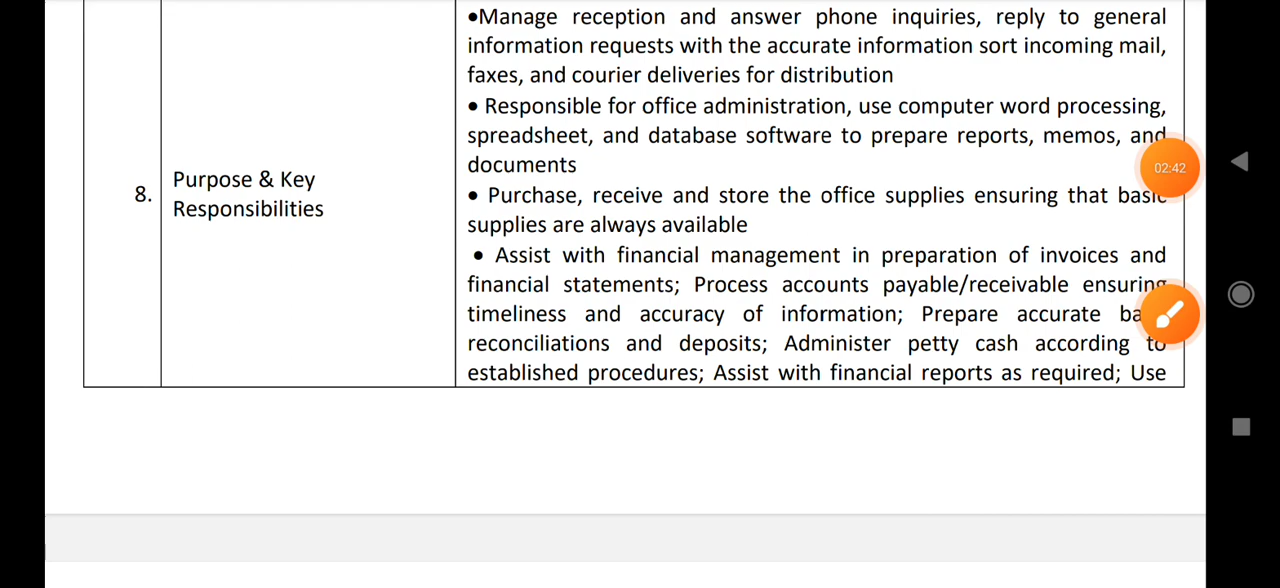 •Manage reception and answer phone inquiries, reply to general
information requests with the accurate information sort incoming mail,
faxes, and courier deliveries for distribution
• Responsible for office administration, use computer word processing,
spreadsheet, and database software to prepare reports, memos, and
documents
8.
Purpose & Key
Responsibilities
• Purchase, receive and store the office supplies ensuring that basic
supplies are always available
• Assist with financial management in preparation of invoices and
financial statements; Process accounts payable/receivable ensuring
timeliness and accuracy of information; Prepare accurate
reconciliations and deposits; Administer petty cash according to
established procedures; Assist with financial reports as required; Use
02:42